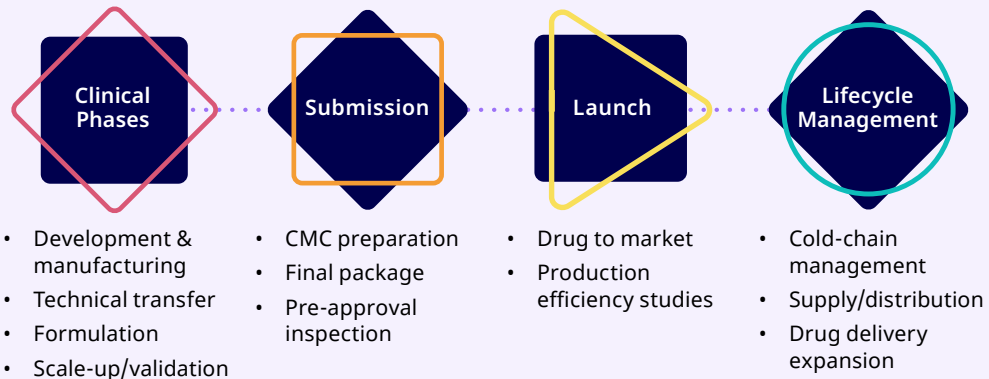 Clinical
Phases
Submission
Launch
Lifecycle
Management
• Development &
manufacturing
• Technical transfer
• Formulation
• Scale-up/validation
• CMC preparation
• Final package
• Pre-approval
inspection
• Drug to market
• Production
efficiency studies
• Cold-chain
management
• Supply/distribution
• Drug delivery
expansion